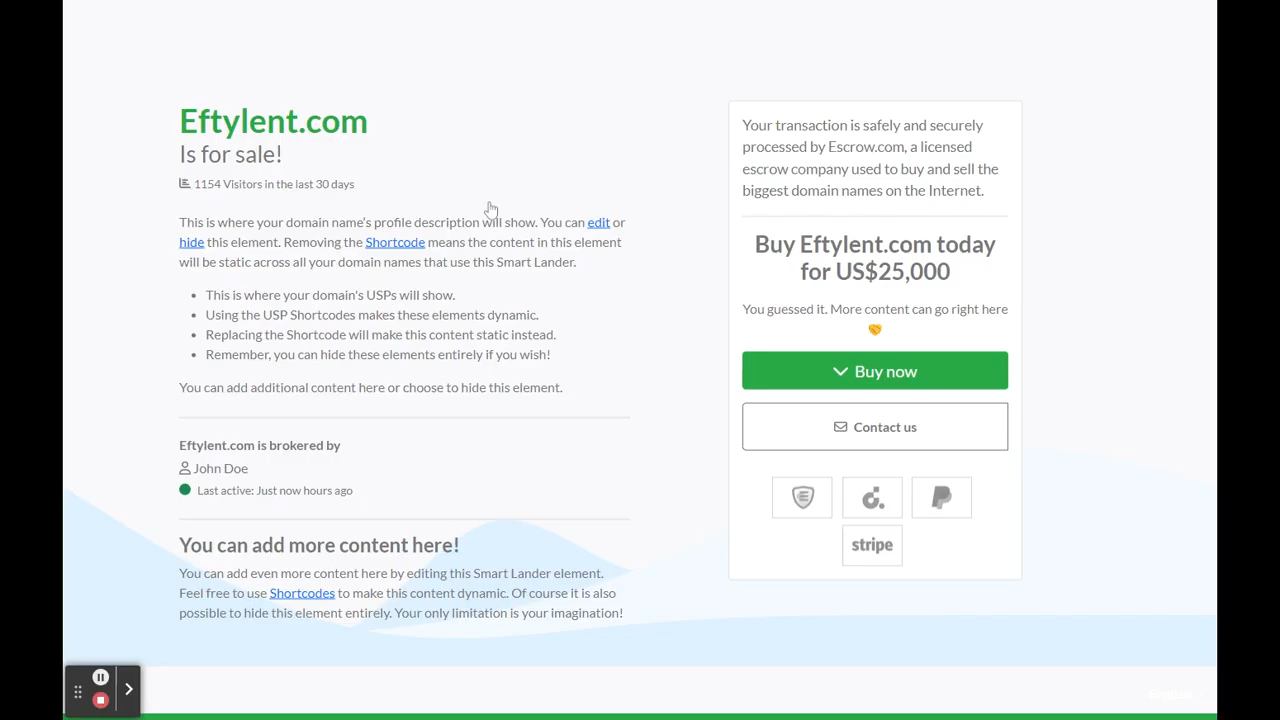 Eftylent.com
Is for sale!
1154 Visitors in the last 30 days
This is where your domain name's profile description will show. You can edit or
hide this element. Removing the Shortcode means the content in this element
will be static across all your domain names that use this Smart Lander.
This is where your domain's USPs will show.
Using the USP Shortcodes makes these elements dynamic.
Replacing the Shortcode will make this content static instead.
Remember, you can hide these elements entirely if you wish!
You can add additional content here or choose to hide this element.
Eftylent.com is brokered by
John Doe
Last active: Just now hours ago
You can add more content here!
You can add even more content here by editing this Smart Lander element.
Feel free to use Shortcodes to make this content dynamic. Of course it is also
possible to hide this element entirely. Your only limitation is your imagination!
Your transaction is safely and securely
processed by Escrow.com, a licensed
escrow company used to buy and sell the
biggest domain names on the Internet.
Buy Eftylent.com today
for US$25,000
You guessed it. More content can go right here
Buy now
Contact us
stripe